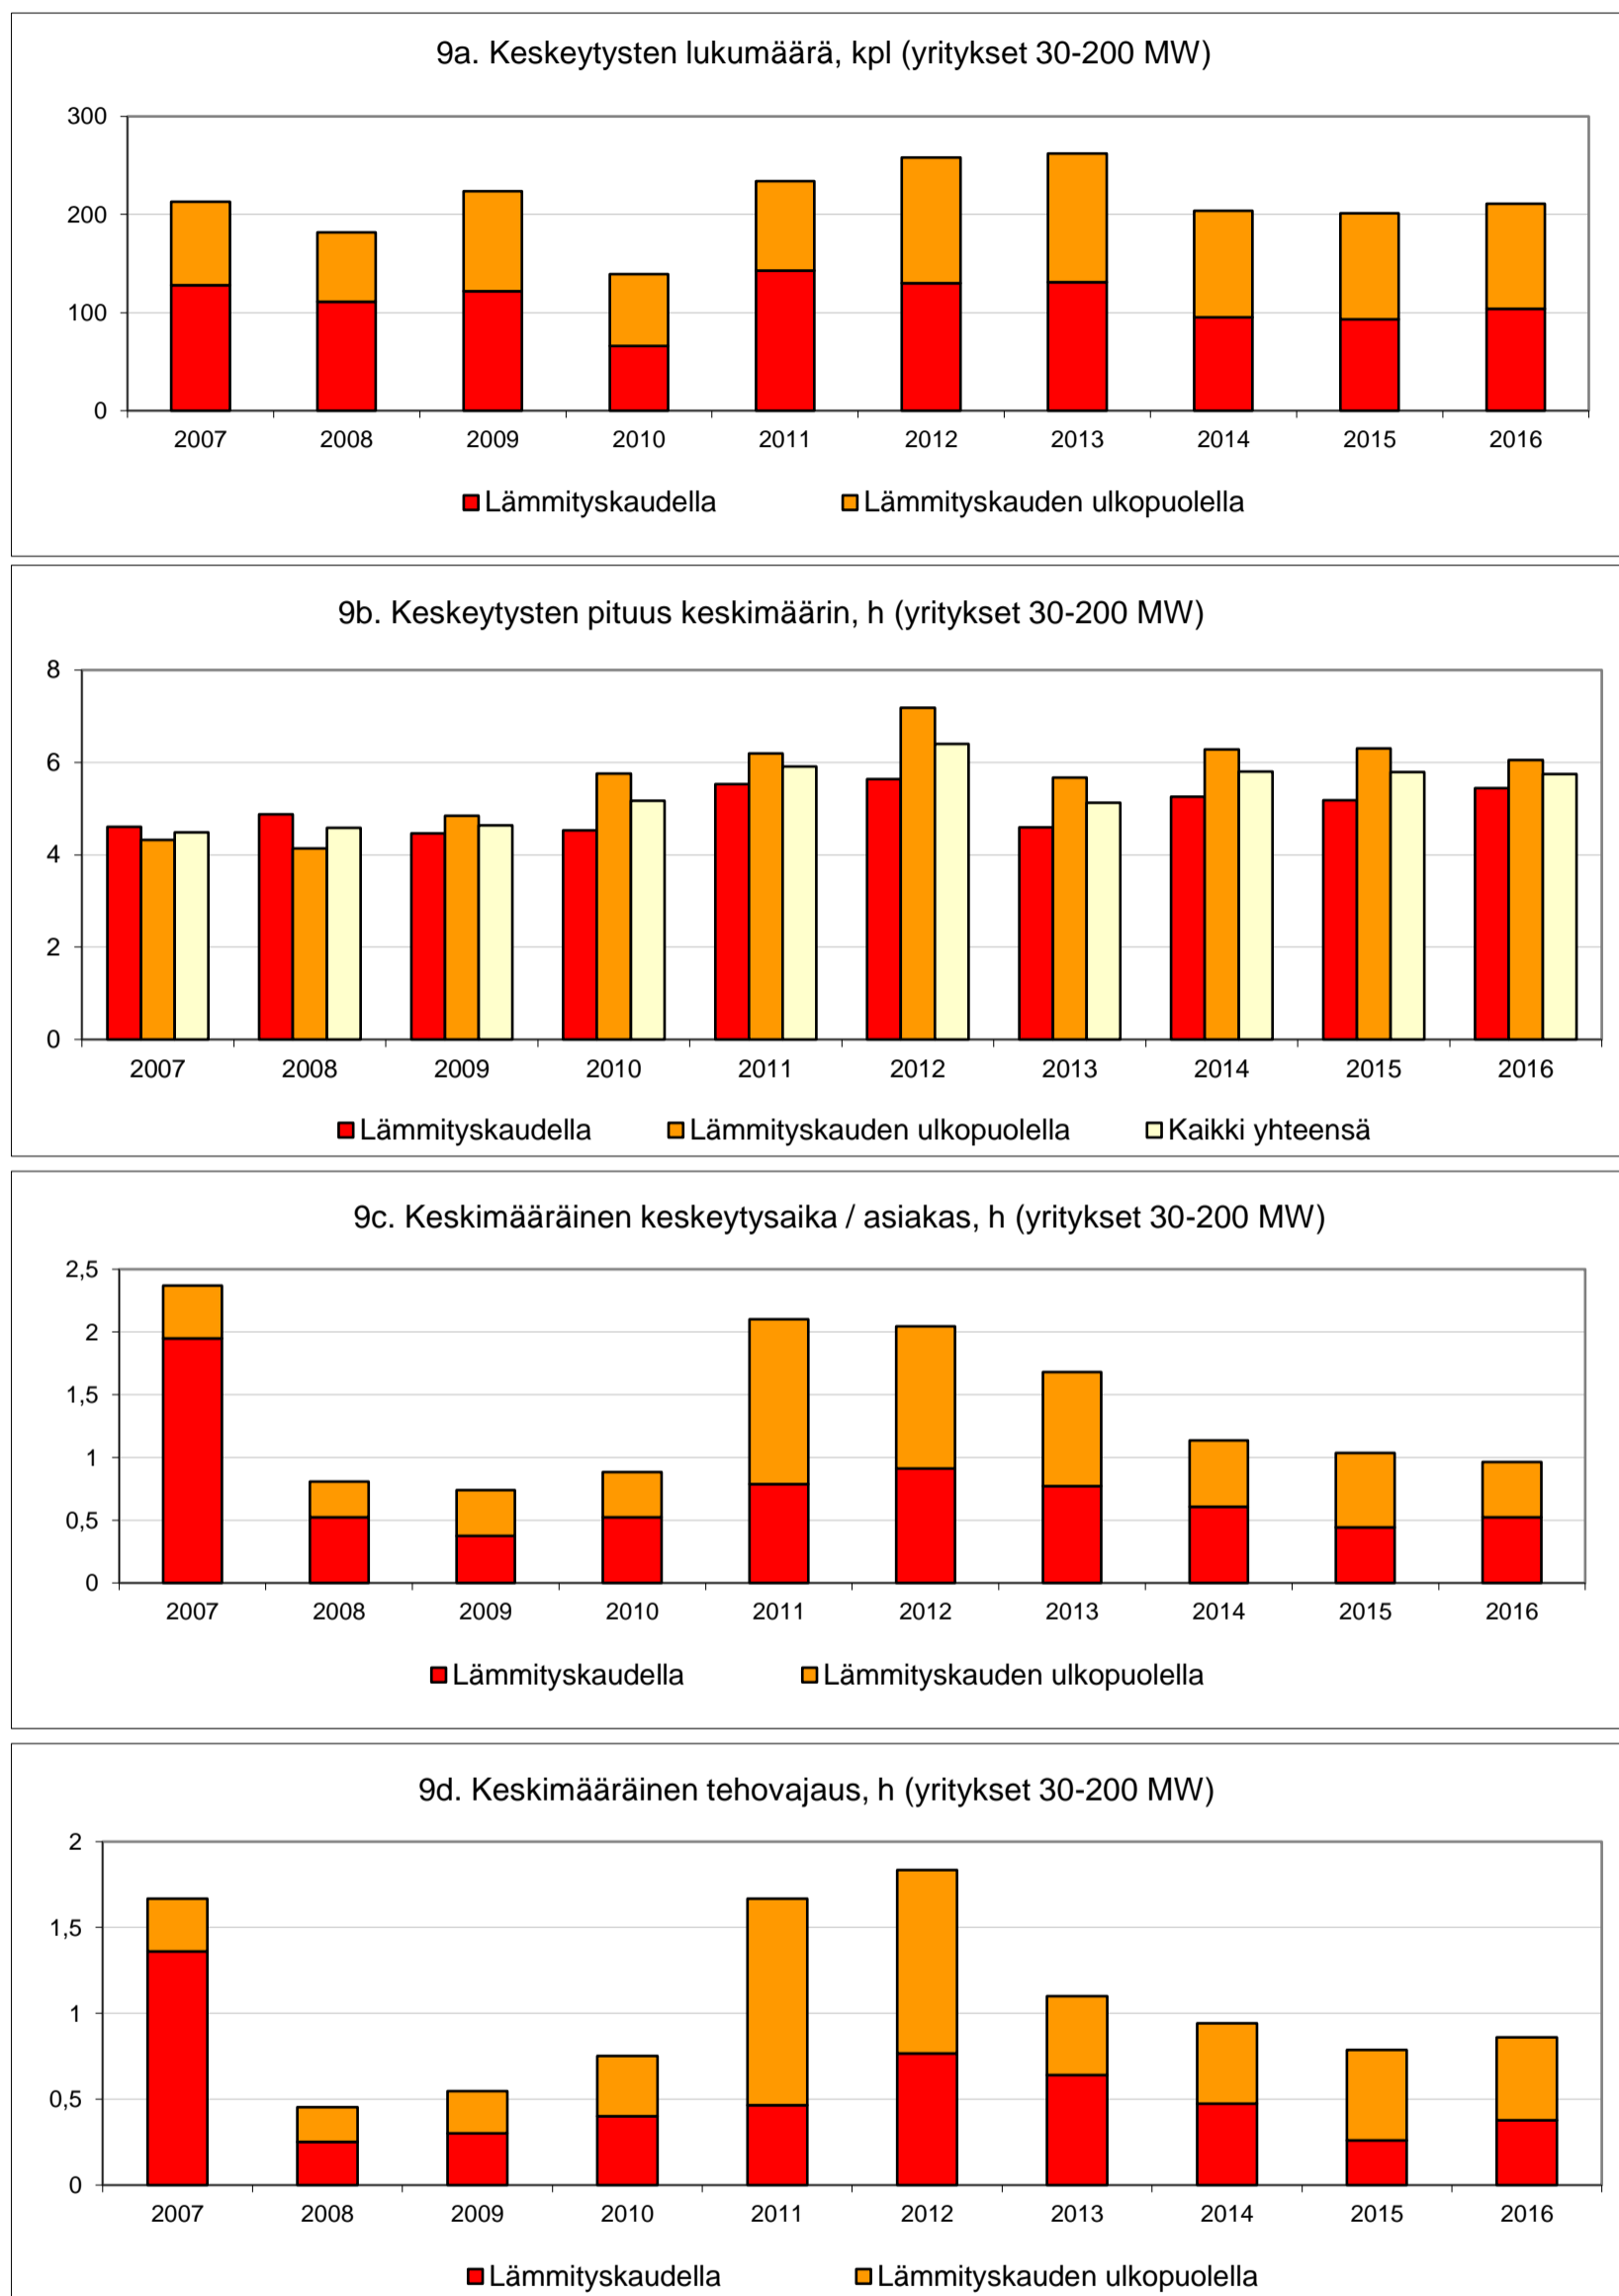 9a. Keskeytysten lukumäärä, kpl (yritykset 30-200 MW)
300
200
100
0
2007 2008 2009 2010 2011 2012 2013 2014 2015 2016
Lämmityskaudella Lämmityskauden ulkopuolella
9b. Keskeytysten pituus keskimäärin, h (yritykset 30-200 MW)
8
6
4
2
0
2007 2008 2009 2010 2011 2012 2013 2014 2015 2016
Lämmityskaudella Lämmityskauden ulkopuolella Kaikki yhteensä
9c. Keskimääräinen keskeytysaika / asiakas, h (yritykset 30-200 MW)
2,5
2
1,5
1
0,5
0
2007 2008 2009 2010 2011 2012 2013 2014 2015 2016
Lämmityskaudella Lämmityskauden ulkopuolella
9d. Keskimääräinen tehovajaus, h (yritykset 30-200 MW)
2
1,5
1
0,5
0
2007 2008 2009 2010 2011 2012 2013 2014 2015 2016
Lämmityskaudella Lämmityskauden ulkopuolella